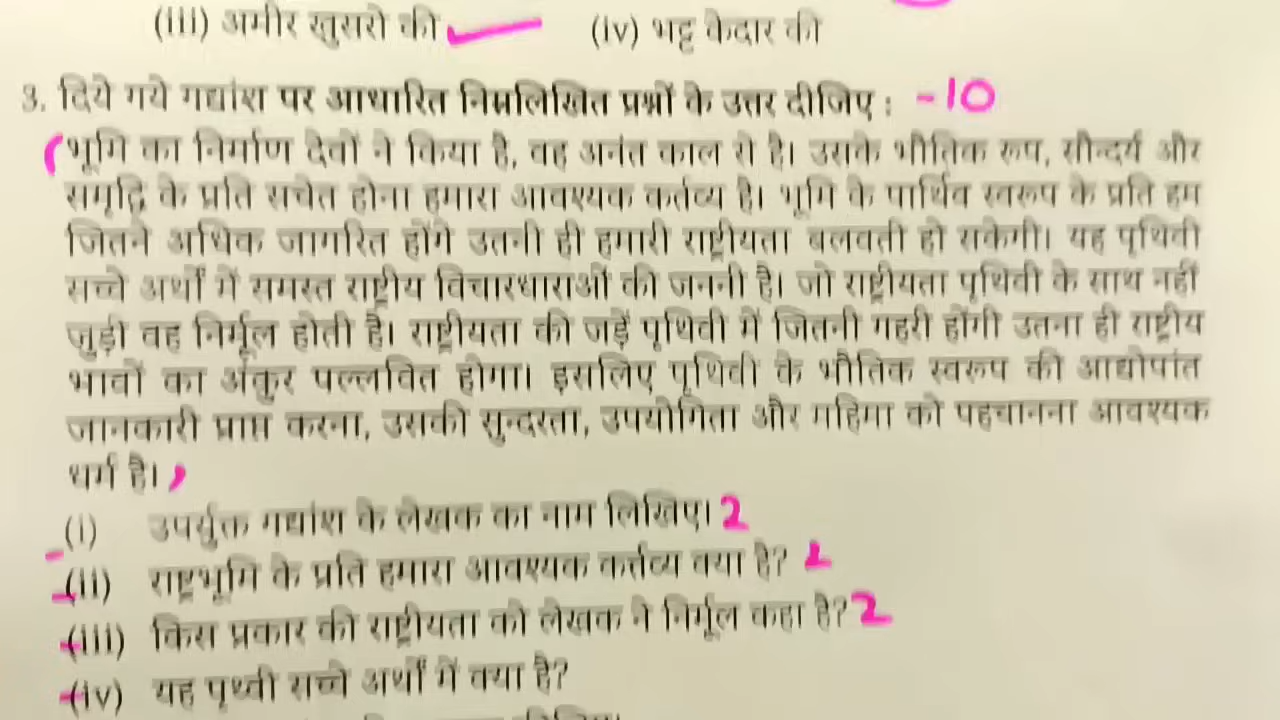 (iii) अमीर खुसरो की (iv) भट्ट केदार की
3. दिये गये गद्यांश पर आधारित निम्नलिखित प्रश्नों के उत्तर दीजिए : -10
भूमि का निर्माण देवों ने किया है, वह अनंत काल से है। उसके भौतिक रूप, सौन्दर्य और
समृद्धि के प्रति सचेत होना हमारा आवश्यक कर्तव्य है। भूमि के पार्थिव स्वरूप के प्रति हम
जितने अधिक जागरित होंगे उतनी ही हमारी राष्ट्रीयता बलवती हो सकेगी। यह पृथिवी
सच्चे अर्थों में समस्त राष्ट्रीय विचारधाराओं की जननी है। जो राष्ट्रीयता पृथिवी के साथ नहीं
जुड़ी वह निर्मूल होती है। राष्ट्रीयता की जड़ें पृथिवी में जितनी गहरी होंगी उतना ही राष्ट्रीय
भावों का अंकुर पल्लवित होगा। इसलिए पृथिवी के भौतिक स्वरूप की आद्योपांत
जानकारी प्राप्त करना, उसकी सुन्दरता, उपयोगिता और महिमा को पहचानना आवश्यक
धर्म है।
(i) उपर्युक्त गद्यांश के लेखक का नाम लिखिए। 2
(ii) राष्ट्रभूमि के प्रति हमारा आवश्यक कर्त्तव्य क्या है? 2
(iii) किस प्रकार की राष्ट्रीयता को लेखक ने निर्मूल कहा है? 2
(iv) यह पृथ्वी सच्चे अर्थों में क्या है?